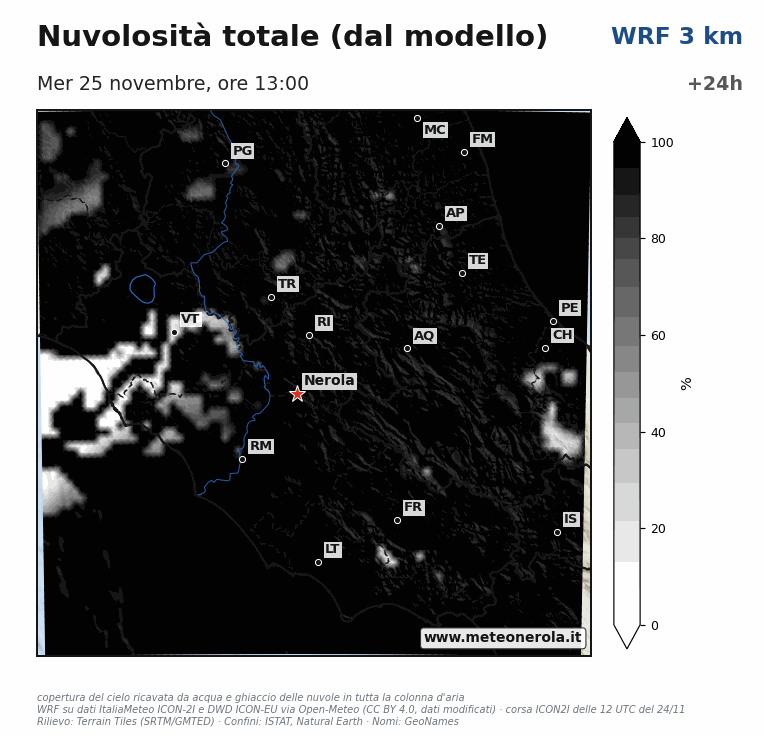 Nuvolosità totale (dal modello)
WRF 3 km
Mer 25 novembre, ore 13:00
+24h
MC
FM
PG
AP
TE
TR
PE
VT
RI
AQ
CH
Nerola
RM
FR
IS
LT
www.meteonerola.it
100
80
60
40
20
0
%
copertura del cielo ricavata da acqua e ghiaccio delle nuvole in tutta la colonna d'aria
WRF su dati ItaliaMeteo ICON-2I e DWD ICON-EU via Open-Meteo (CC BY 4.0, dati modificati) · corsa ICON2I delle 12 UTC del 24/11
Rilievo: Terrain Tiles (SRTM/GMTED) · Confini: ISTAT, Natural Earth · Nomi: GeoNames